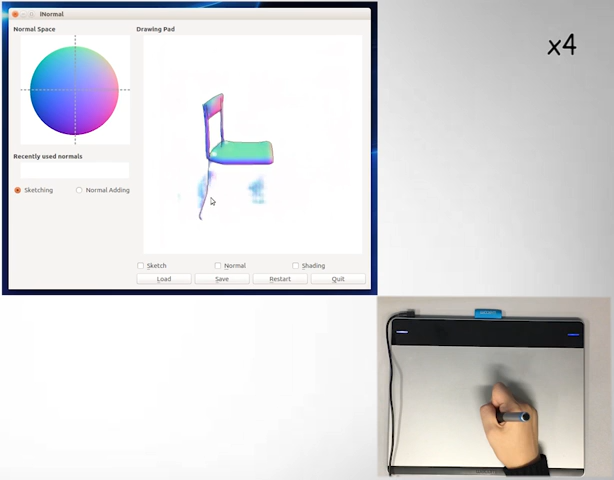 iNormal
Normal Space
Drawing Pad
x4
Recently used normals
Sketching
Normal Adding
Sketch
Normal
Shading
Load
Save
Restart
Quit